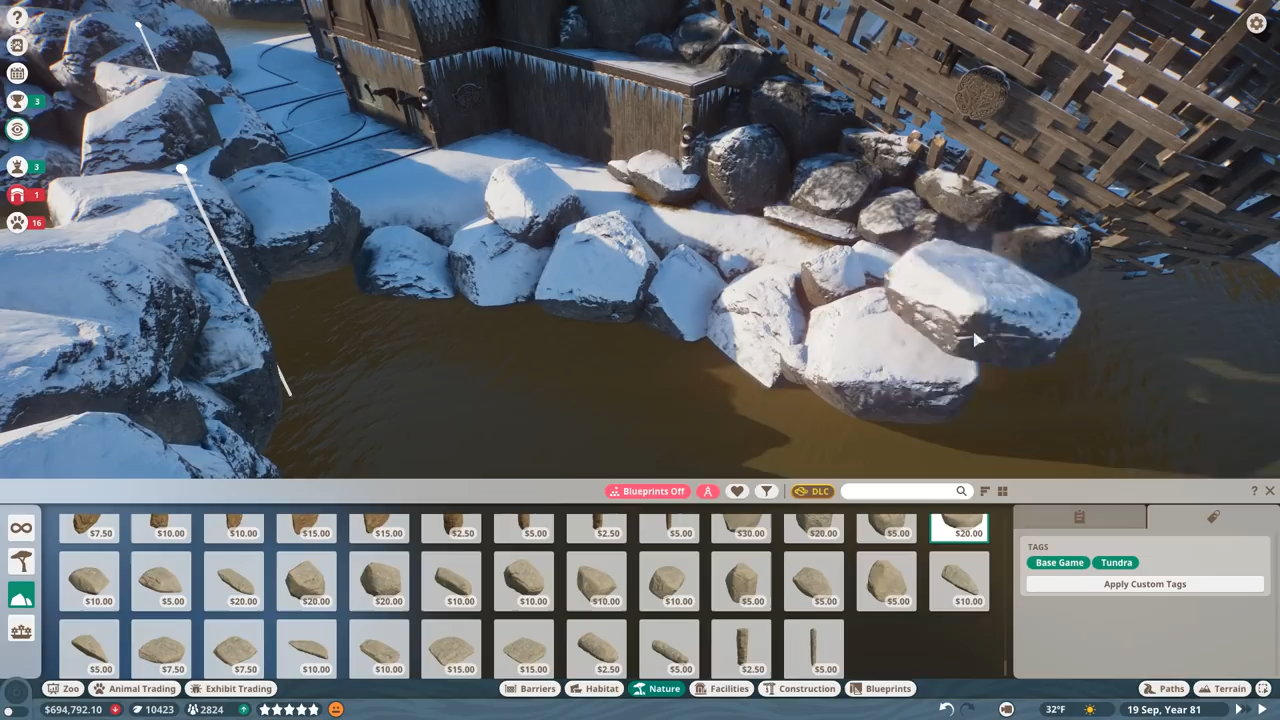 ?
3
3
1
16
Blueprints Off
DLC
?
$7.50 $10.00 $10.00 $15.00 $15.00 $2.50 $5.00 $2.50 $5.00 $30.00 $20.00 $5.00 $20.00
$10.00 $5.00 $20.00 $20.00 $20.00 $10.00 $10.00 $10.00 $10.00 $5.00 $5.00 $5.00 $10.00
$5.00 $7.50 $7.50 $10.00 $10.00 $15.00 $15.00 $2.50 $5.00 $2.50 $5.00
TAGS
Base Game Tundra
Apply Custom Tags
Zoo Animal Trading Exhibit Trading Barriers Habitat Nature Facilities Construction Blueprints Paths Terrain
$694,792.10 10423 2824 32°F 19 Sep, Year 81